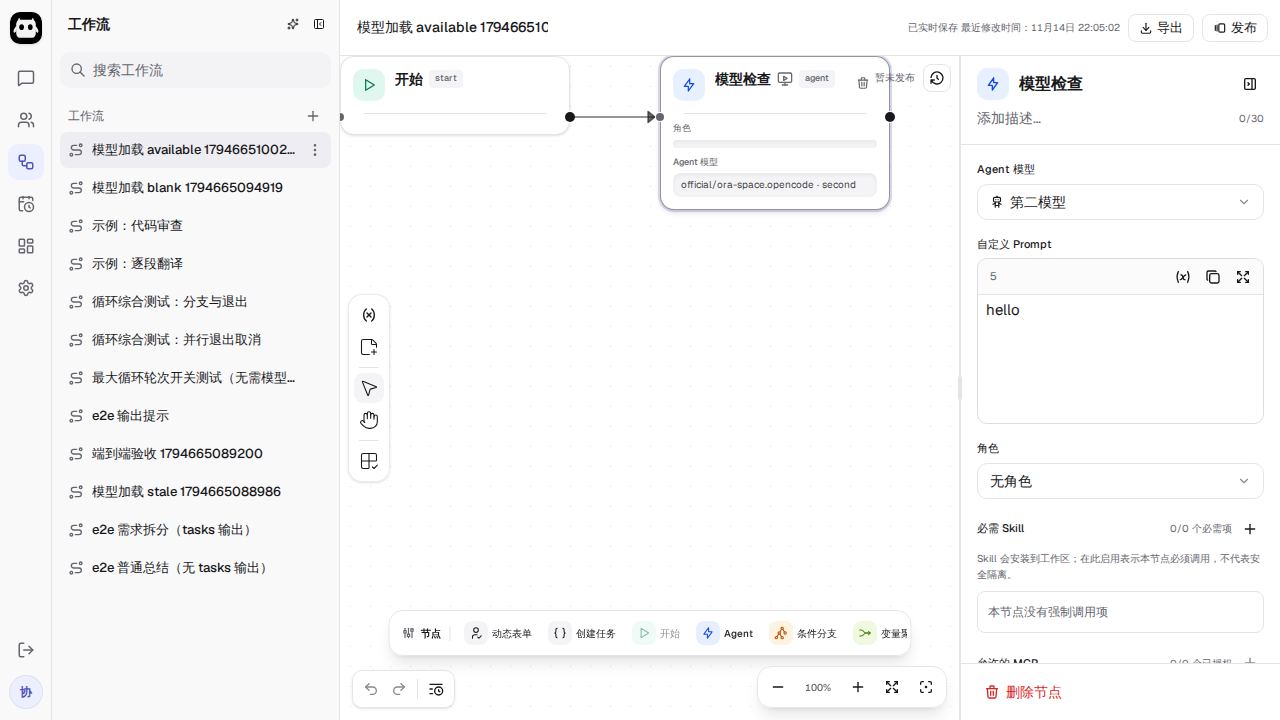 工作流
搜索工作流
工作流
模型加载 available 17946651002...
模型加载 blank 1794665094919
示例：代码审查
示例：逐段翻译
循环综合测试：分支与退出
循环综合测试：并行退出取消
最大循环轮次开关测试（无需模型...
e2e 输出提示
端到端验收 1794665089200
模型加载 stale 1794665088986
e2e 需求拆分（tasks 输出）
e2e 普通总结（无 tasks 输出）
协
模型加载 available 179466510
已实时保存 最近修改时间：11月14日 22:05:02
导出
发布
开始 start
模型检查 agent
暂未发布
角色
Agent 模型
official/ora-space.opencode · second
节点
动态表单
创建任务
开始
Agent
条件分支
变量聚
100%
模型检查
添加描述... 0/30
Agent 模型
第二模型
自定义 Prompt
5
hello
角色
无角色
必需 Skill 0/0 个必需项
Skill 会安装到工作区；在此启用表示本节点必须调用，不代表安
全隔离。
本节点没有强制调用项
允许的 MCP 0/0 个已授权
删除节点